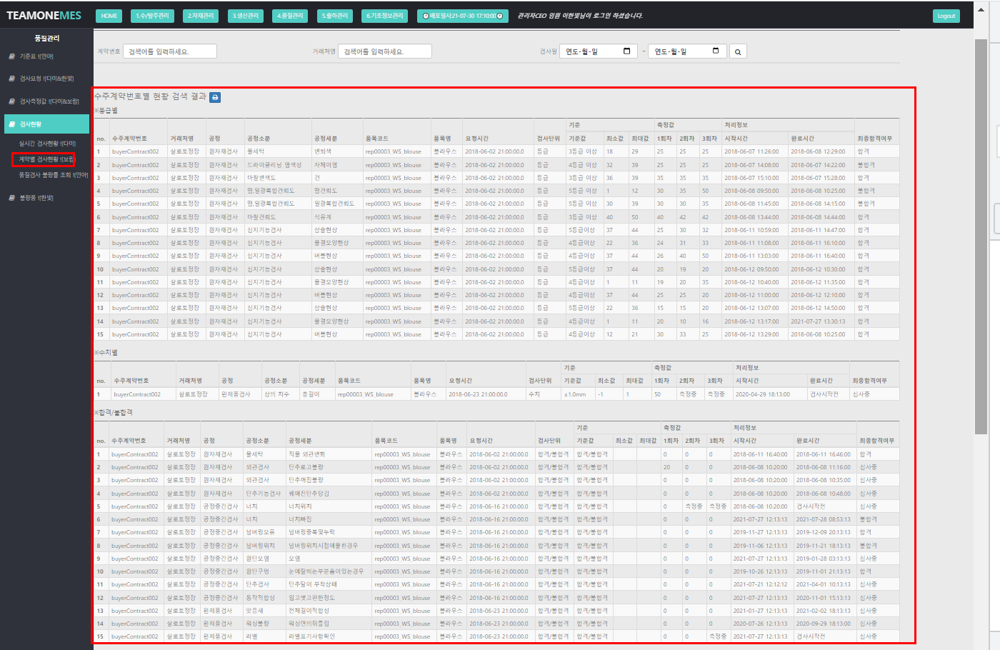 TEAMONEMES HOME 1.수/발주관리 2.자재관리 3.생산관리 4.품질관리 5.출하관리 6.기초정보관리 배포일시:21-07-30 17:10:00 관리자CEO 임원 이한빛님이 로그인 하셨습니다. Logout
품질관리
기준표 ![민아]
검사요청 ![다미&한빛]
검사측정값 ![다미&보람]
검사현황
실시간 검사현황 ![다미]
계약별 검사현황 ![보람]
품질검사 불량률 조회 ![민아]
불량품 ![한빛]
계약번호 검색어를 입력하세요. 거래처명 검색어를 입력하세요. 검사일 연도-월-일 ~ 연도-월-일
수주계약번호별 현황 검색 결과
※등급별
기준 측정값 처리정보
no. 수주계약번호 거래처명 공정 공정소분 공정세분 품목코드 품목명 요청시간 검사단위 기준값 최소값 최대값 1회차 2회차 3회차 시작시간 완료시간 최종합격여부
1 buyerContract002 살로토정장 원자재검사 물세탁 변퇴색 rep00003_WS_blouse 블라우스 2018-06-02 21:00:00.0 등급 3등급 이상 18 29 25 25 25 2018-06-07 11:26:00 2018-06-08 12:29:00 합격
2 buyerContract002 살로토정장 원자재검사 드라이클리닝 염색성 자체이염 rep00003_WS_blouse 블라우스 2018-06-02 21:00:00.0 등급 4등급 이상 32 39 25 25 25 2018-06-07 14:08:00 2018-06-07 14:22:00 불합격
3 buyerContract002 살로토정장 원자재검사 마찰변색도 건 rep00003_WS_blouse 블라우스 2018-06-02 21:00:00.0 등급 3등급 이상 36 39 35 35 35 2018-06-07 15:10:00 2018-06-07 15:28:00 합격
4 buyerContract002 살로토정장 원자재검사 땀,일광복합견뢰도 땀견뢰도 rep00003_WS_blouse 블라우스 2018-06-02 21:00:00.0 등급 5등급 이상 1 12 30 35 50 2018-06-08 09:50:00 2018-06-08 10:25:00 불합격
5 buyerContract002 살로토정장 원자재검사 땀,일광복합견뢰도 일광복합견뢰도 rep00003_WS_blouse 블라우스 2018-06-02 21:00:00.0 등급 5등급 이상 30 39 30 30 35 2018-06-08 11:45:00 2018-06-08 14:15:00 불합격
6 buyerContract002 살로토정장 원자재검사 마찰견뢰도 석유계 rep00003_WS_blouse 블라우스 2018-06-02 21:00:00.0 등급 3등급 이상 40 50 40 42 42 2018-06-08 13:44:00 2018-06-08 14:44:00 합격
7 buyerContract002 살로토정장 원자재검사 심지기능검사 삼출현상 rep00003_WS_blouse 블라우스 2018-06-02 21:00:00.0 등급 5등급이상 37 44 25 30 32 2018-06-11 10:59:00 2018-06-11 14:47:00 합격
8 buyerContract002 살로토정장 원자재검사 심지기능검사 물결모양현상 rep00003_WS_blouse 블라우스 2018-06-02 21:00:00.0 등급 4등급이상 22 36 24 31 33 2018-06-11 11:08:00 2018-06-11 16:10:00 합격
9 buyerContract002 살로토정장 원자재검사 심지기능검사 버블현상 rep00003_WS_blouse 블라우스 2018-06-02 21:00:00.0 등급 4등급이상 37 44 26 40 50 2018-06-11 13:03:00 2018-06-11 16:40:00 합격
10 buyerContract002 살로토정장 원자재검사 심지기능검사 삼출현상 rep00003_WS_blouse 블라우스 2018-06-02 21:00:00.0 등급 5등급이상 37 44 20 19 20 2018-06-12 09:50:00 2018-06-12 10:30:00 합격
11 buyerContract002 살로토정장 원자재검사 심지기능검사 물결모양현상 rep00003_WS_blouse 블라우스 2018-06-02 21:00:00.0 등급 4등급이상 1 11 19 20 35 2018-06-12 10:40:00 2018-06-12 11:35:00 합격
12 buyerContract002 살로토정장 원자재검사 심지기능검사 버블현상 rep00003_WS_blouse 블라우스 2018-06-02 21:00:00.0 등급 4등급이상 37 44 25 25 20 2018-06-12 11:00:00 2018-06-12 12:10:00 합격
13 buyerContract002 살로토정장 원자재검사 심지기능검사 삼출현상 rep00003_WS_blouse 블라우스 2018-06-02 21:00:00.0 등급 5등급이상 22 36 15 15 20 2018-06-12 13:07:00 2018-06-12 14:50:00 합격
14 buyerContract002 살로토정장 원자재검사 심지기능검사 물결모양현상 rep00003_WS_blouse 블라우스 2018-06-02 21:00:00.0 등급 4등급이상 1 11 20 10 16 2018-06-12 13:17:00 2021-07-27 13:30:13 합격
15 buyerContract002 살로토정장 원자재검사 심지기능검사 버블현상 rep00003_WS_blouse 블라우스 2018-06-02 21:00:00.0 등급 4등급이상 12 21 30 33 25 2018-06-12 13:29:00 2018-06-08 10:25:00 합격
※수치별
기준 측정값 처리정보
no. 수주계약번호 거래처명 공정 공정소분 공정세분 품목코드 품목명 요청시간 검사단위 기준값 최소값 최대값 1회차 2회차 3회차 시작시간 완료시간 최종합격여부
1 buyerContract002 살로토정장 완제품검사 상의 치수 총길이 rep00003_WS_blouse 블라우스 2018-06-23 21:00:00.0 수치 ±1.0mm -1 1 50 측정중 측정중 2020-04-29 18:13:00 검사시작전 심사중
※합격/불합격
기준 측정값 처리정보
no. 수주계약번호 거래처명 공정 공정소분 공정세분 품목코드 품목명 요청시간 검사단위 기준값 최소값 최대값 1회차 2회차 3회차 시작시간 완료시간 최종합격여부
1 buyerContract002 살로토정장 원자재검사 물세탁 직물 외관변화 rep00003_WS_blouse 블라우스 2018-06-02 21:00:00.0 합격/불합격 합격/불합격 0 0 0 2018-06-11 16:40:00 2018-06-11 16:46:00 합격
2 buyerContract002 살로토정장 원자재검사 외관검사 단추로고불량 rep00003_WS_blouse 블라우스 2018-06-02 21:00:00.0 합격/불합격 합격/불합격 20 0 0 2018-06-08 10:20:00 2018-06-08 11:16:00 심사중
3 buyerContract002 살로토정장 원자재검사 외관검사 단추깨짐불량 rep00003_WS_blouse 블라우스 2018-06-02 21:00:00.0 합격/불합격 합격/불합격 0 0 0 2018-06-08 10:20:00 2018-06-08 10:35:00 심사중
4 buyerContract002 살로토정장 원자재검사 단추기능검사 꿰매진단추당김 rep00003_WS_blouse 블라우스 2018-06-02 21:00:00.0 합격/불합격 합격/불합격 0 0 0 2018-06-08 10:20:00 2018-06-08 10:48:00 심사중
5 buyerContract002 살로토정장 공정중간검사 너치 너치위치 rep00003_WS_blouse 블라우스 2018-06-16 21:00:00.0 합격/불합격 합격/불합격 0 측정중 측정중 2018-06-08 10:20:00 검사시작전 심사중
6 buyerContract002 살로토정장 공정중간검사 너치 너치빠짐 rep00003_WS_blouse 블라우스 2018-06-16 21:00:00.0 합격/불합격 합격/불합격 0 0 0 2021-07-27 12:13:13 2021-07-28 08:53:13 불합격
7 buyerContract002 살로토정장 공정중간검사 넘버링오류 넘버링중복및누락 rep00003_WS_blouse 블라우스 2018-06-16 21:00:00.0 합격/불합격 합격/불합격 0 0 0 2019-11-27 12:13:13 2019-12-09 20:13:13 합격
8 buyerContract002 살로토정장 공정중간검사 넘버링위치 넘버링위치시접에물린경우 rep00003_WS_blouse 블라우스 2018-06-16 21:00:00.0 합격/불합격 합격/불합격 0 0 0 2019-11-06 12:13:13 2019-11-21 18:13:13 불합격
9 buyerContract002 살로토정장 공정중간검사 원단오염 오염 rep00003_WS_blouse 블라우스 2018-06-16 21:00:00.0 합격/불합격 합격/불합격 0 0 0 2021-07-27 12:13:13 2019-01-28 03:13:13 심사중
10 buyerContract002 살로토정장 공정중간검사 원단구멍 눈에잘띄는부분흠이있는경우 rep00003_WS_blouse 블라우스 2018-06-16 21:00:00.0 합격/불합격 합격/불합격 0 0 0 2019-10-26 12:13:13 2019-11-01 21:13:13 합격
11 buyerContract002 살로토정장 공정중간검사 단추검사 단추달이 부착상태 rep00003_WS_blouse 블라우스 2018-06-16 21:00:00.0 합격/불합격 합격/불합격 0 0 0 2021-07-21 12:12:12 2021-04-01 10:13:13 심사중
12 buyerContract002 살로토정장 공정중간검사 동작적합성 입고벗고편한정도 rep00003_WS_blouse 블라우스 2018-06-16 21:00:00.0 합격/불합격 합격/불합격 0 0 0 2021-07-27 12:13:13 2020-11-01 15:13:13 심사중
13 buyerContract002 살로토정장 완제품검사 맞음새 전체길이적합성 rep00003_WS_blouse 블라우스 2018-06-23 21:00:00.0 합격/불합격 합격/불합격 0 0 0 2021-01-27 12:13:13 2021-02-02 18:13:13 심사중
14 buyerContract002 살로토정장 완제품검사 워싱불량 워싱면의뒤틀림 rep00003_WS_blouse 블라우스 2018-06-23 21:00:00.0 합격/불합격 합격/불합격 0 0 0 2020-07-26 12:13:13 2020-09-29 18:13:00 심사중
15 buyerContract002 살로토정장 완제품검사 라벨 라벨표기사항확인 rep00003_WS_blouse 블라우스 2018-06-23 21:00:00.0 합격/불합격 합격/불합격 0 0 측정중 2021-07-27 12:13:13 검사시작전 심사중